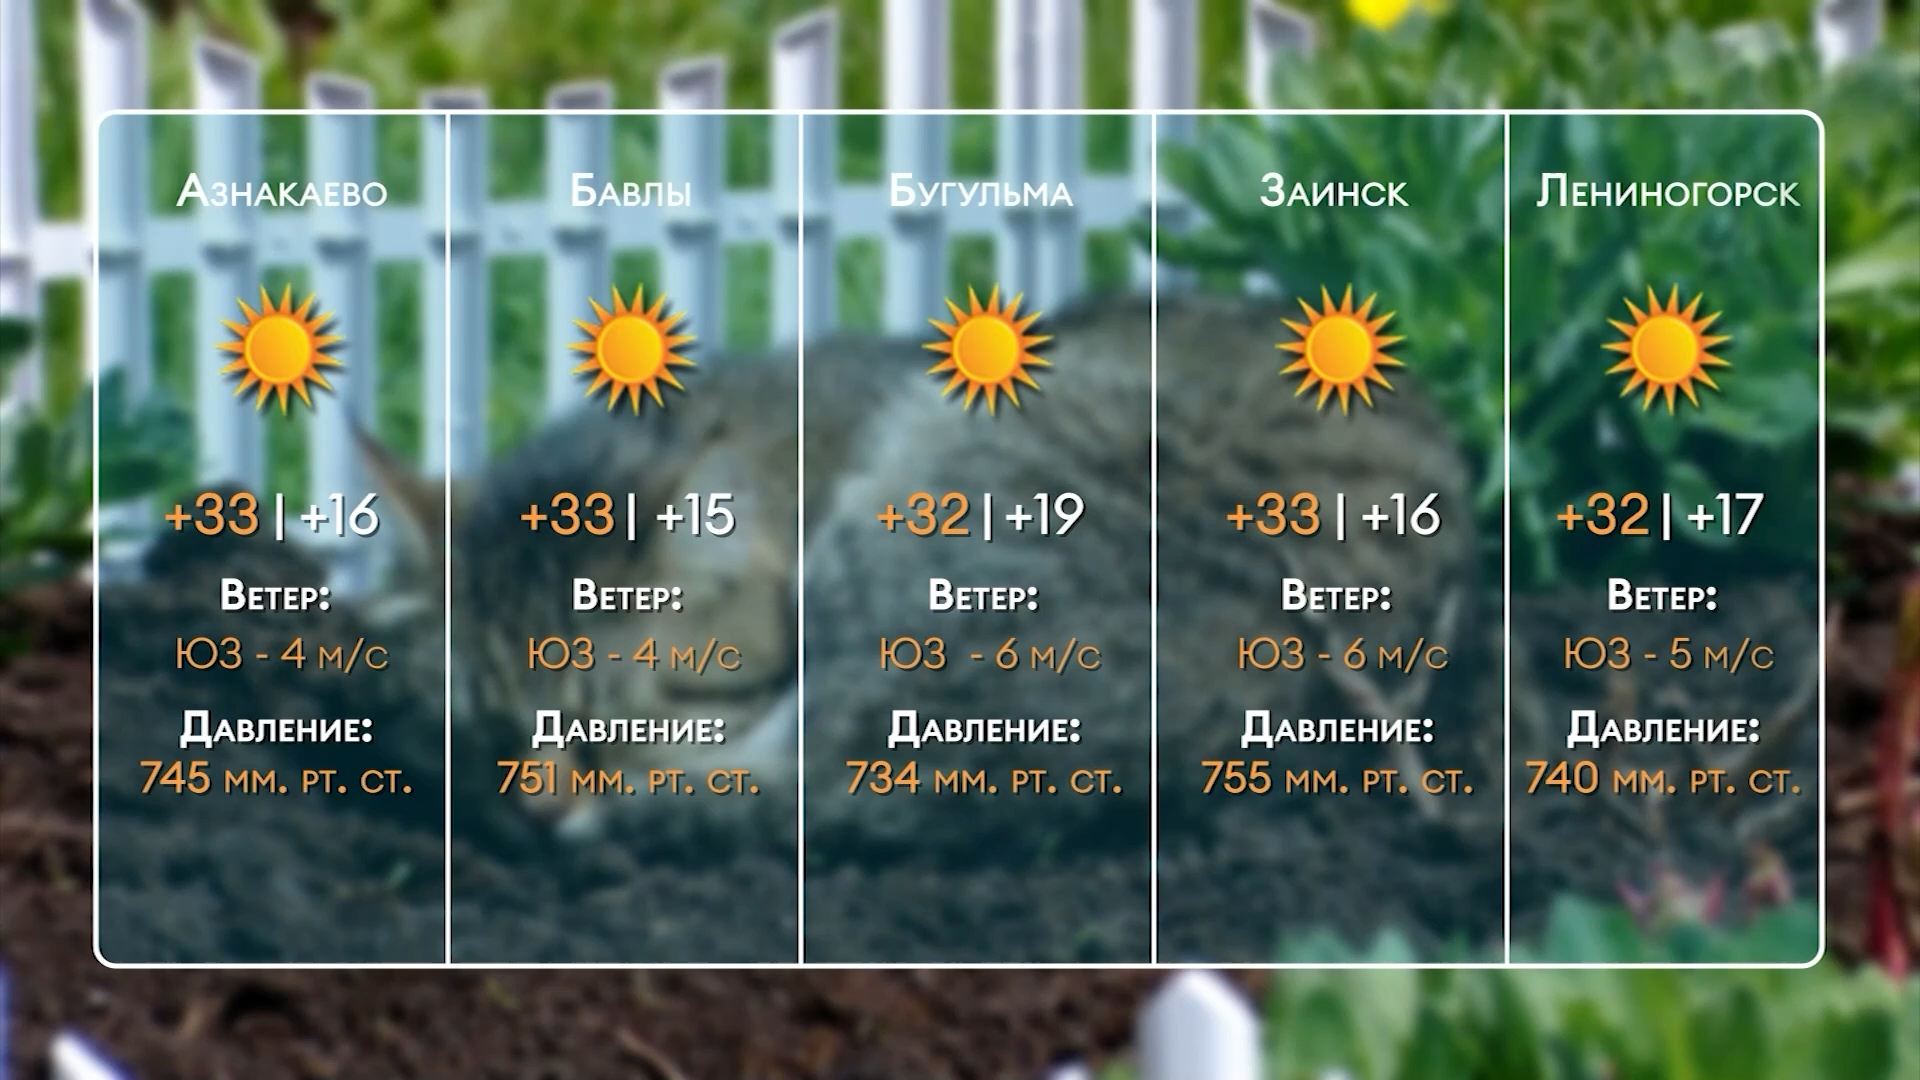 Азнакаево
+33 | +16
Ветер:
ЮЗ - 4 м/с
Давление:
745 мм. рт. ст.
Бавлы
+33 | +15
Ветер:
ЮЗ - 4 м/с
Давление:
751 мм. рт. ст.
Бугульма
+32 | +19
Ветер:
ЮЗ - 6 м/с
Давление:
734 мм. рт. ст.
Заинск
+33 | +16
Ветер:
ЮЗ - 6 м/с
Давление:
755 мм. рт. ст.
Лениногорск
+32 | +17
Ветер:
ЮЗ - 5 м/с
Давление:
740 мм. рт. ст.